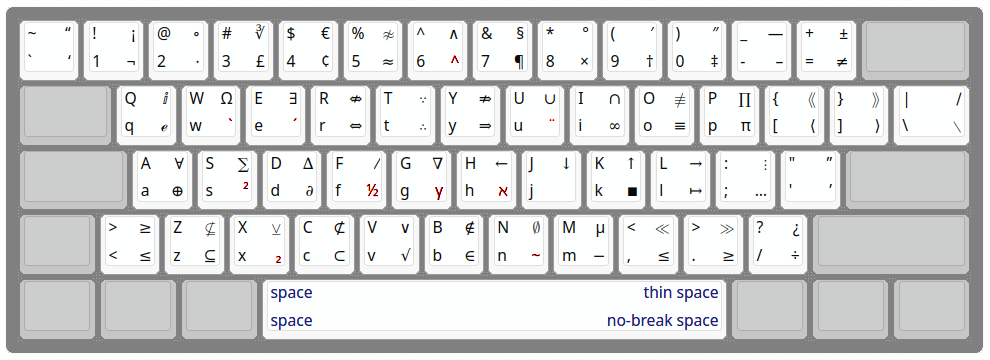 ~ “ ! ¡ @ ∘ # ∛ $ € % ≉ ^ ∧ & § * ° ( ′ ) ″ _ — + ±
` ‘ 1 ¬ 2 · 3 £ 4 ¢ 5 ≈ 6 ^ 7 ¶ 8 × 9 † 0 ‡ - – = ≠
Q ⅈ W Ω E ∃ R ⇎ T ∵ Y ⇏ U ∪ I ∩ O ≢ P ∏ { ⟪ } ⟫ | /
q ℯ w ` e ´ r ⇔ t ∴ y ⇒ u ¨ i ∞ o ≡ p π [ ⟨ ] ⟩ \ ∖
A ∀ S ∑ D ∆ F ⁄ G ∇ H ← J ↓ K ↑ L → : ⋮ " ”
a ⊕ s ² d ∂ f ½ g γ h ℵ j k ■ l ↦ ; … ' ’
> ≥ Z ⊈ X ⊻ C ⊄ V ∨ B ∉ N ∅ M µ < ≪ > ≫ ? ¿
< ≤ z ⊆ x ₂ c ⊂ v √ b ∈ n ~ m − , ≤ . ≥ / ÷
space thin space
space no-break space